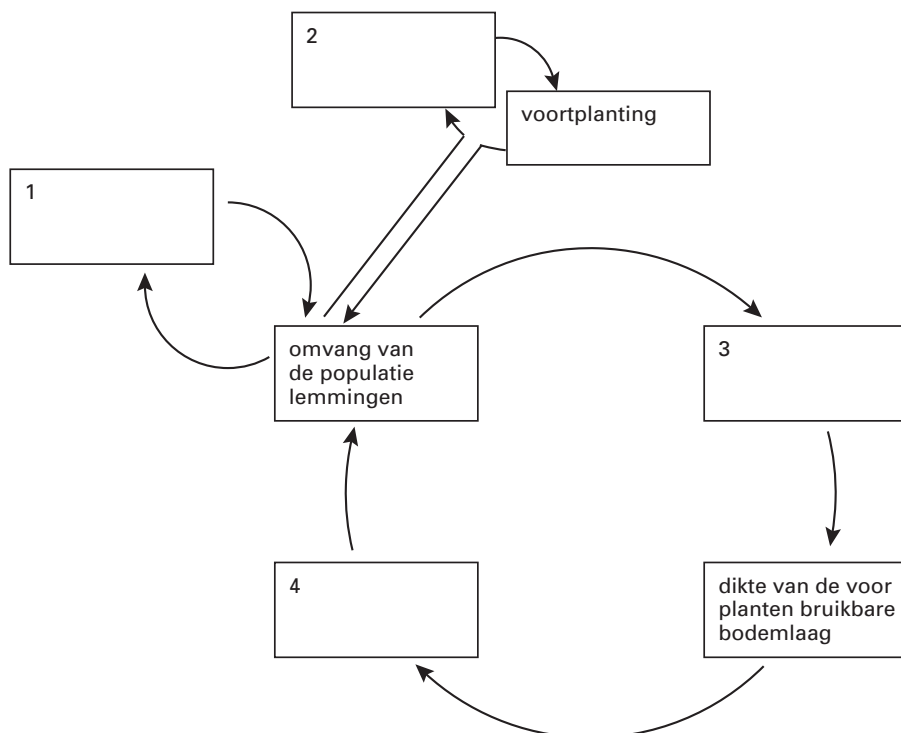 2
voortplanting
1
omvang van
de populatie
lemmingen
3
4
dikte van de voor
planten bruikbare
bodemlaag